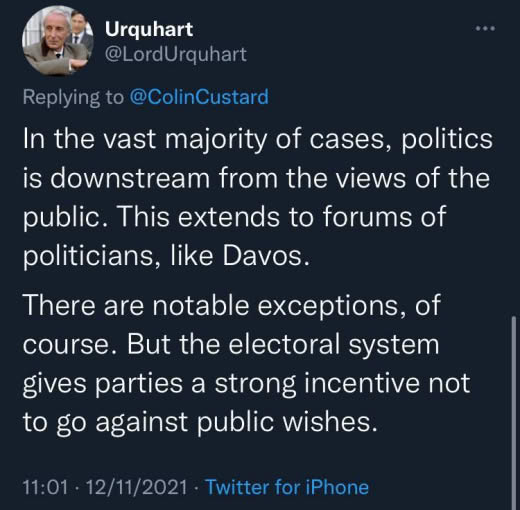 Urquhart
@LordUrquhart
Replying to @ColinCustard
In the vast majority of cases, politics
is downstream from the views of the
public. This extends to forums of
politicians, like Davos.
There are notable exceptions, of
course. But the electoral system
gives parties a strong incentive not
to go against public wishes.
11:01 · 12/11/2021 · Twitter for iPhone